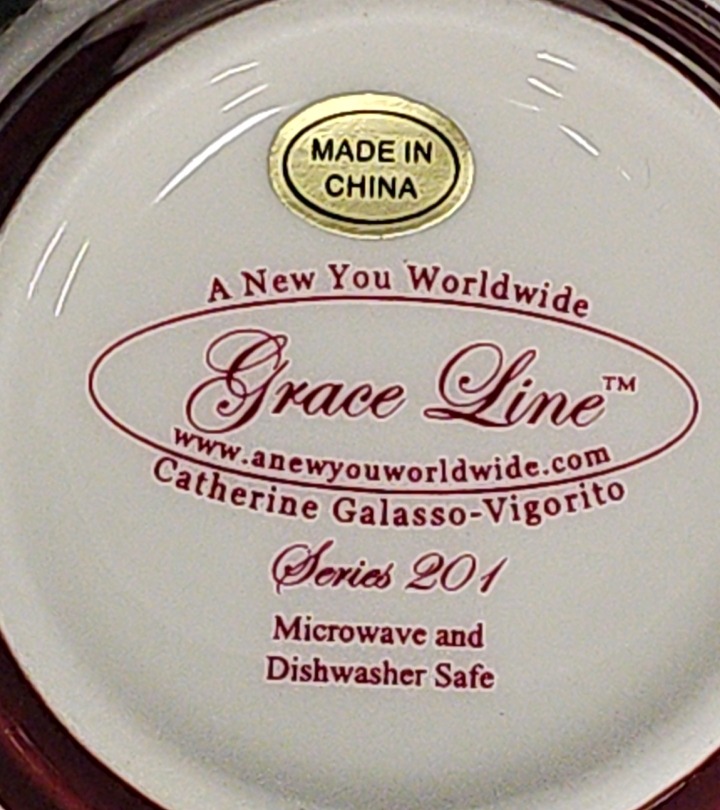 MADE IN
CHINA
A New You Worldwide
Grace Line™
www.anewyouworldwide.com
Catherine Galasso-Vigorito
Series 201
Microwave and
Dishwasher Safe